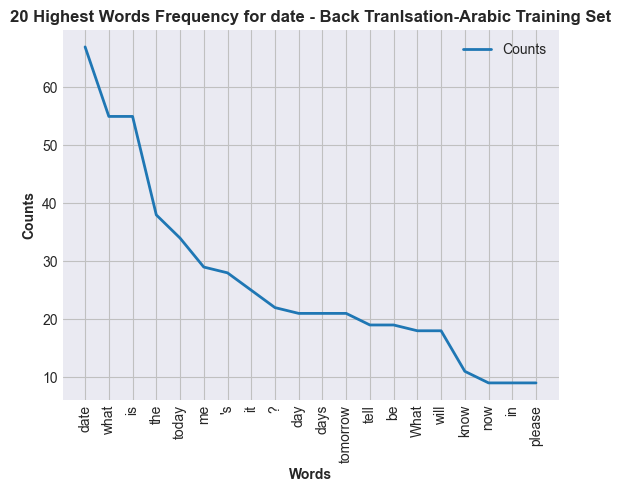 20 Highest Words Frequency for date - Back Tranlsation-Arabic Training Set
Counts
60
50
40
30
20
10
Counts
date
what
is
the
today
me
's
it
?
day
days
tomorrow
tell
be
What
will
know
now
in
please
Words